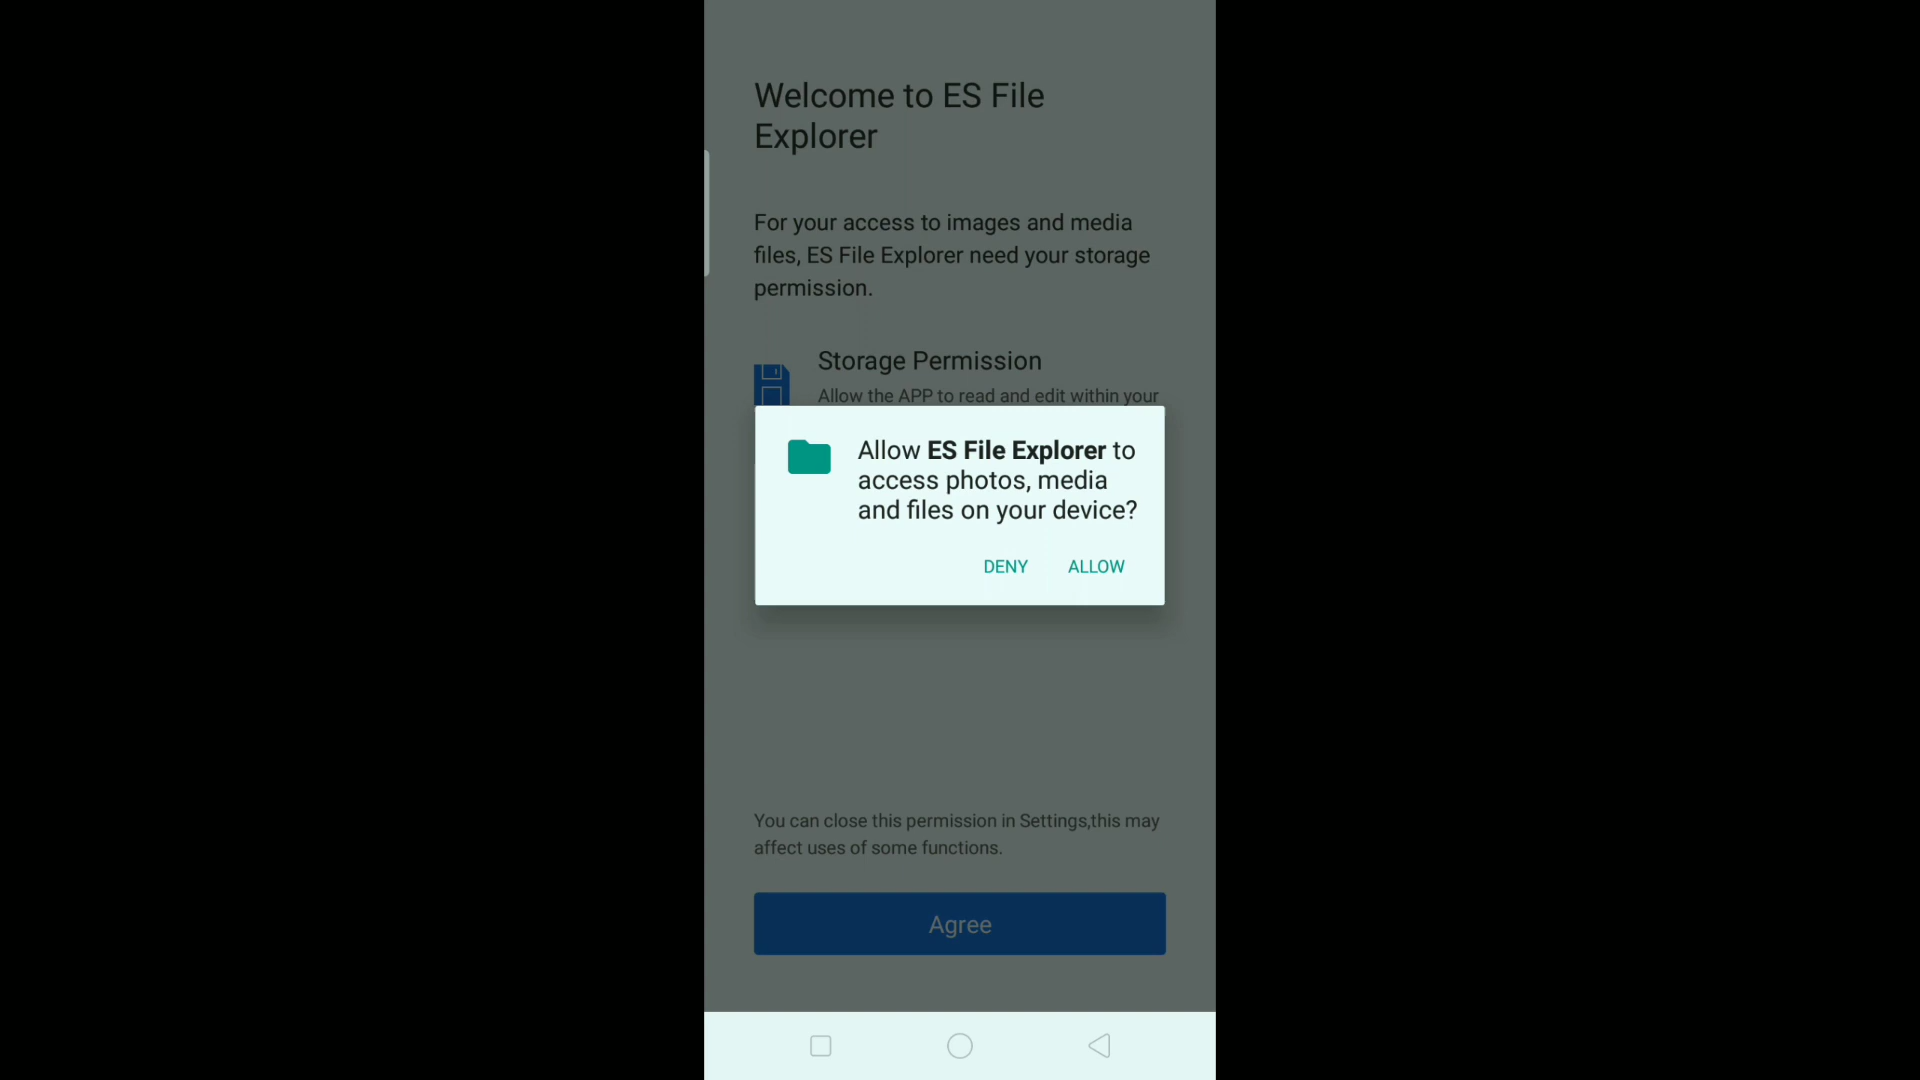 Welcome to ES File
Explorer
For your access to images and media
files, ES File Explorer need your storage
permission.
Storage Permission
Allow the APP to read and edit within your
Allow ES File Explorer to
access photos, media
and files on your device?
DENY ALLOW
You can close this permission in Settings,this may
affect uses of some functions.
Agree